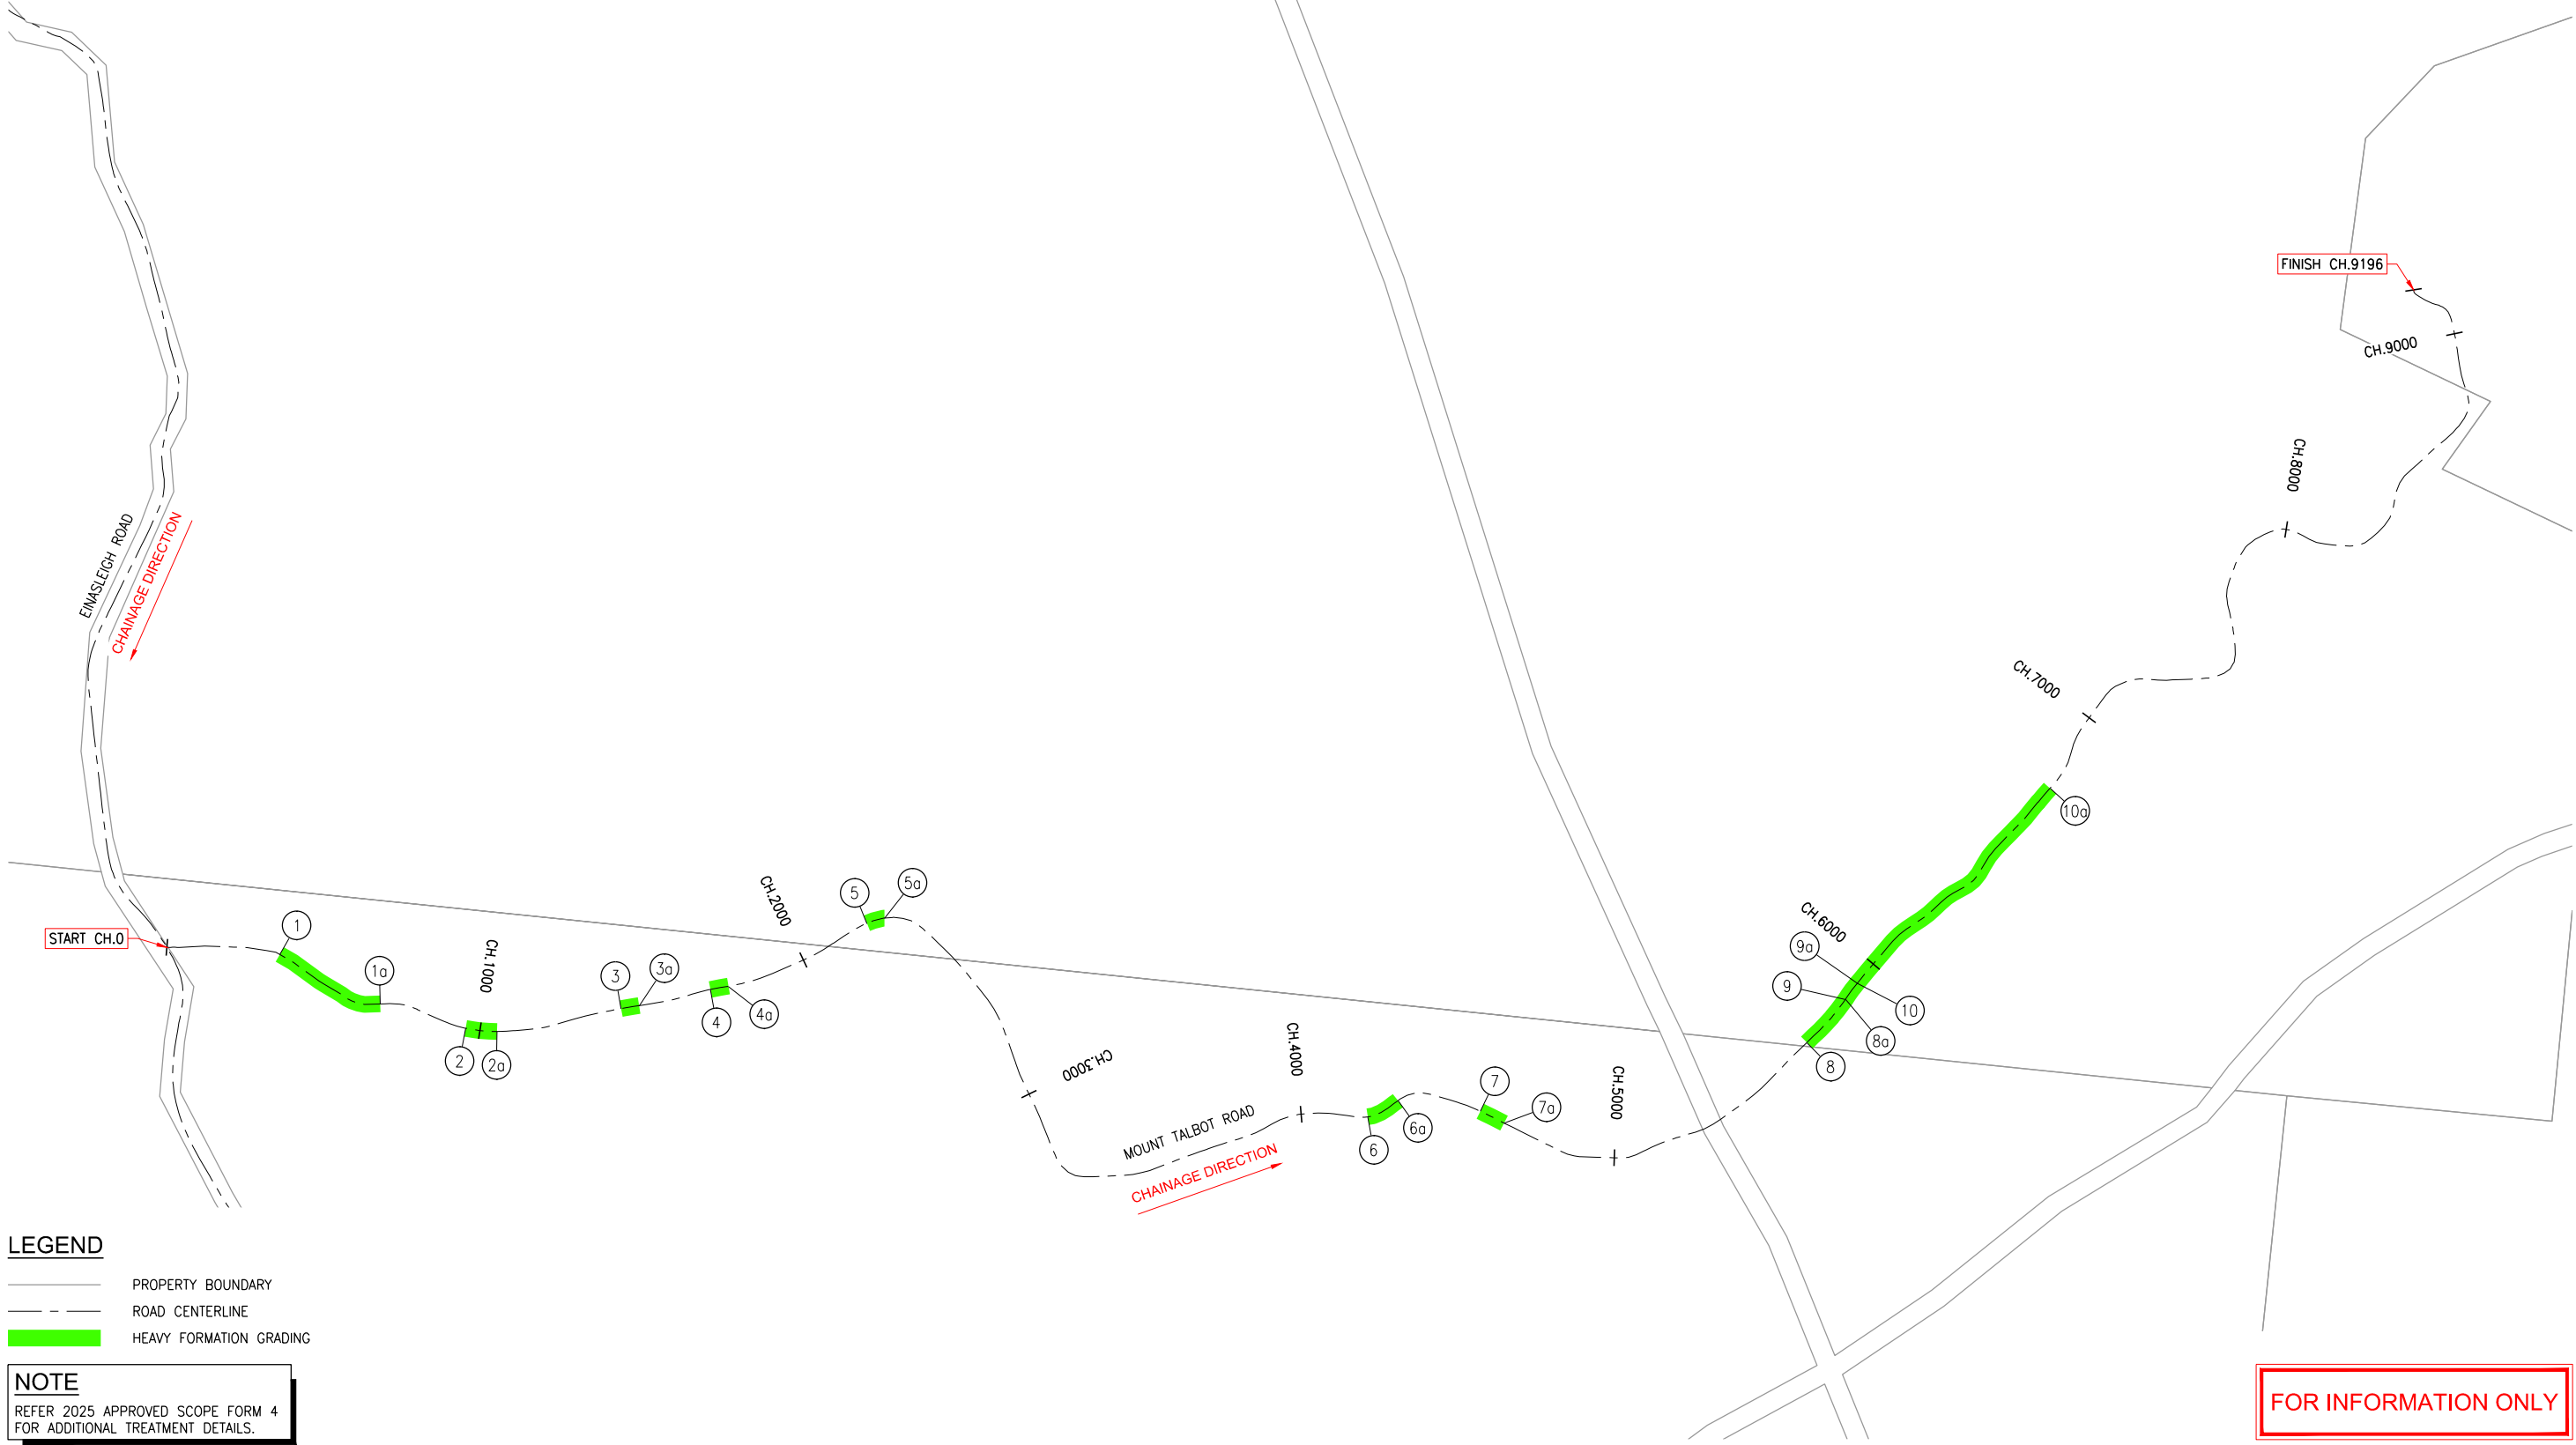 FINISH CH.9196
CH.9000
CH.8000
EINASLEIGH ROAD
CHAINAGE DIRECTION
CH.7000
10a
5
5a
CH.2000
CH.6000
1
START CH.0
9a
CH.1000
1a
3
3a
9
10
4
4a
CH.3000
CH.4000
8a
2
2a
8
CH.5000
7
7a
MOUNT TALBOT ROAD
6
6a
CHAINAGE DIRECTION
LEGEND
PROPERTY BOUNDARY
ROAD CENTERLINE
HEAVY FORMATION GRADING
NOTE
REFER 2025 APPROVED SCOPE FORM 4
FOR ADDITIONAL TREATMENT DETAILS.
FOR INFORMATION ONLY